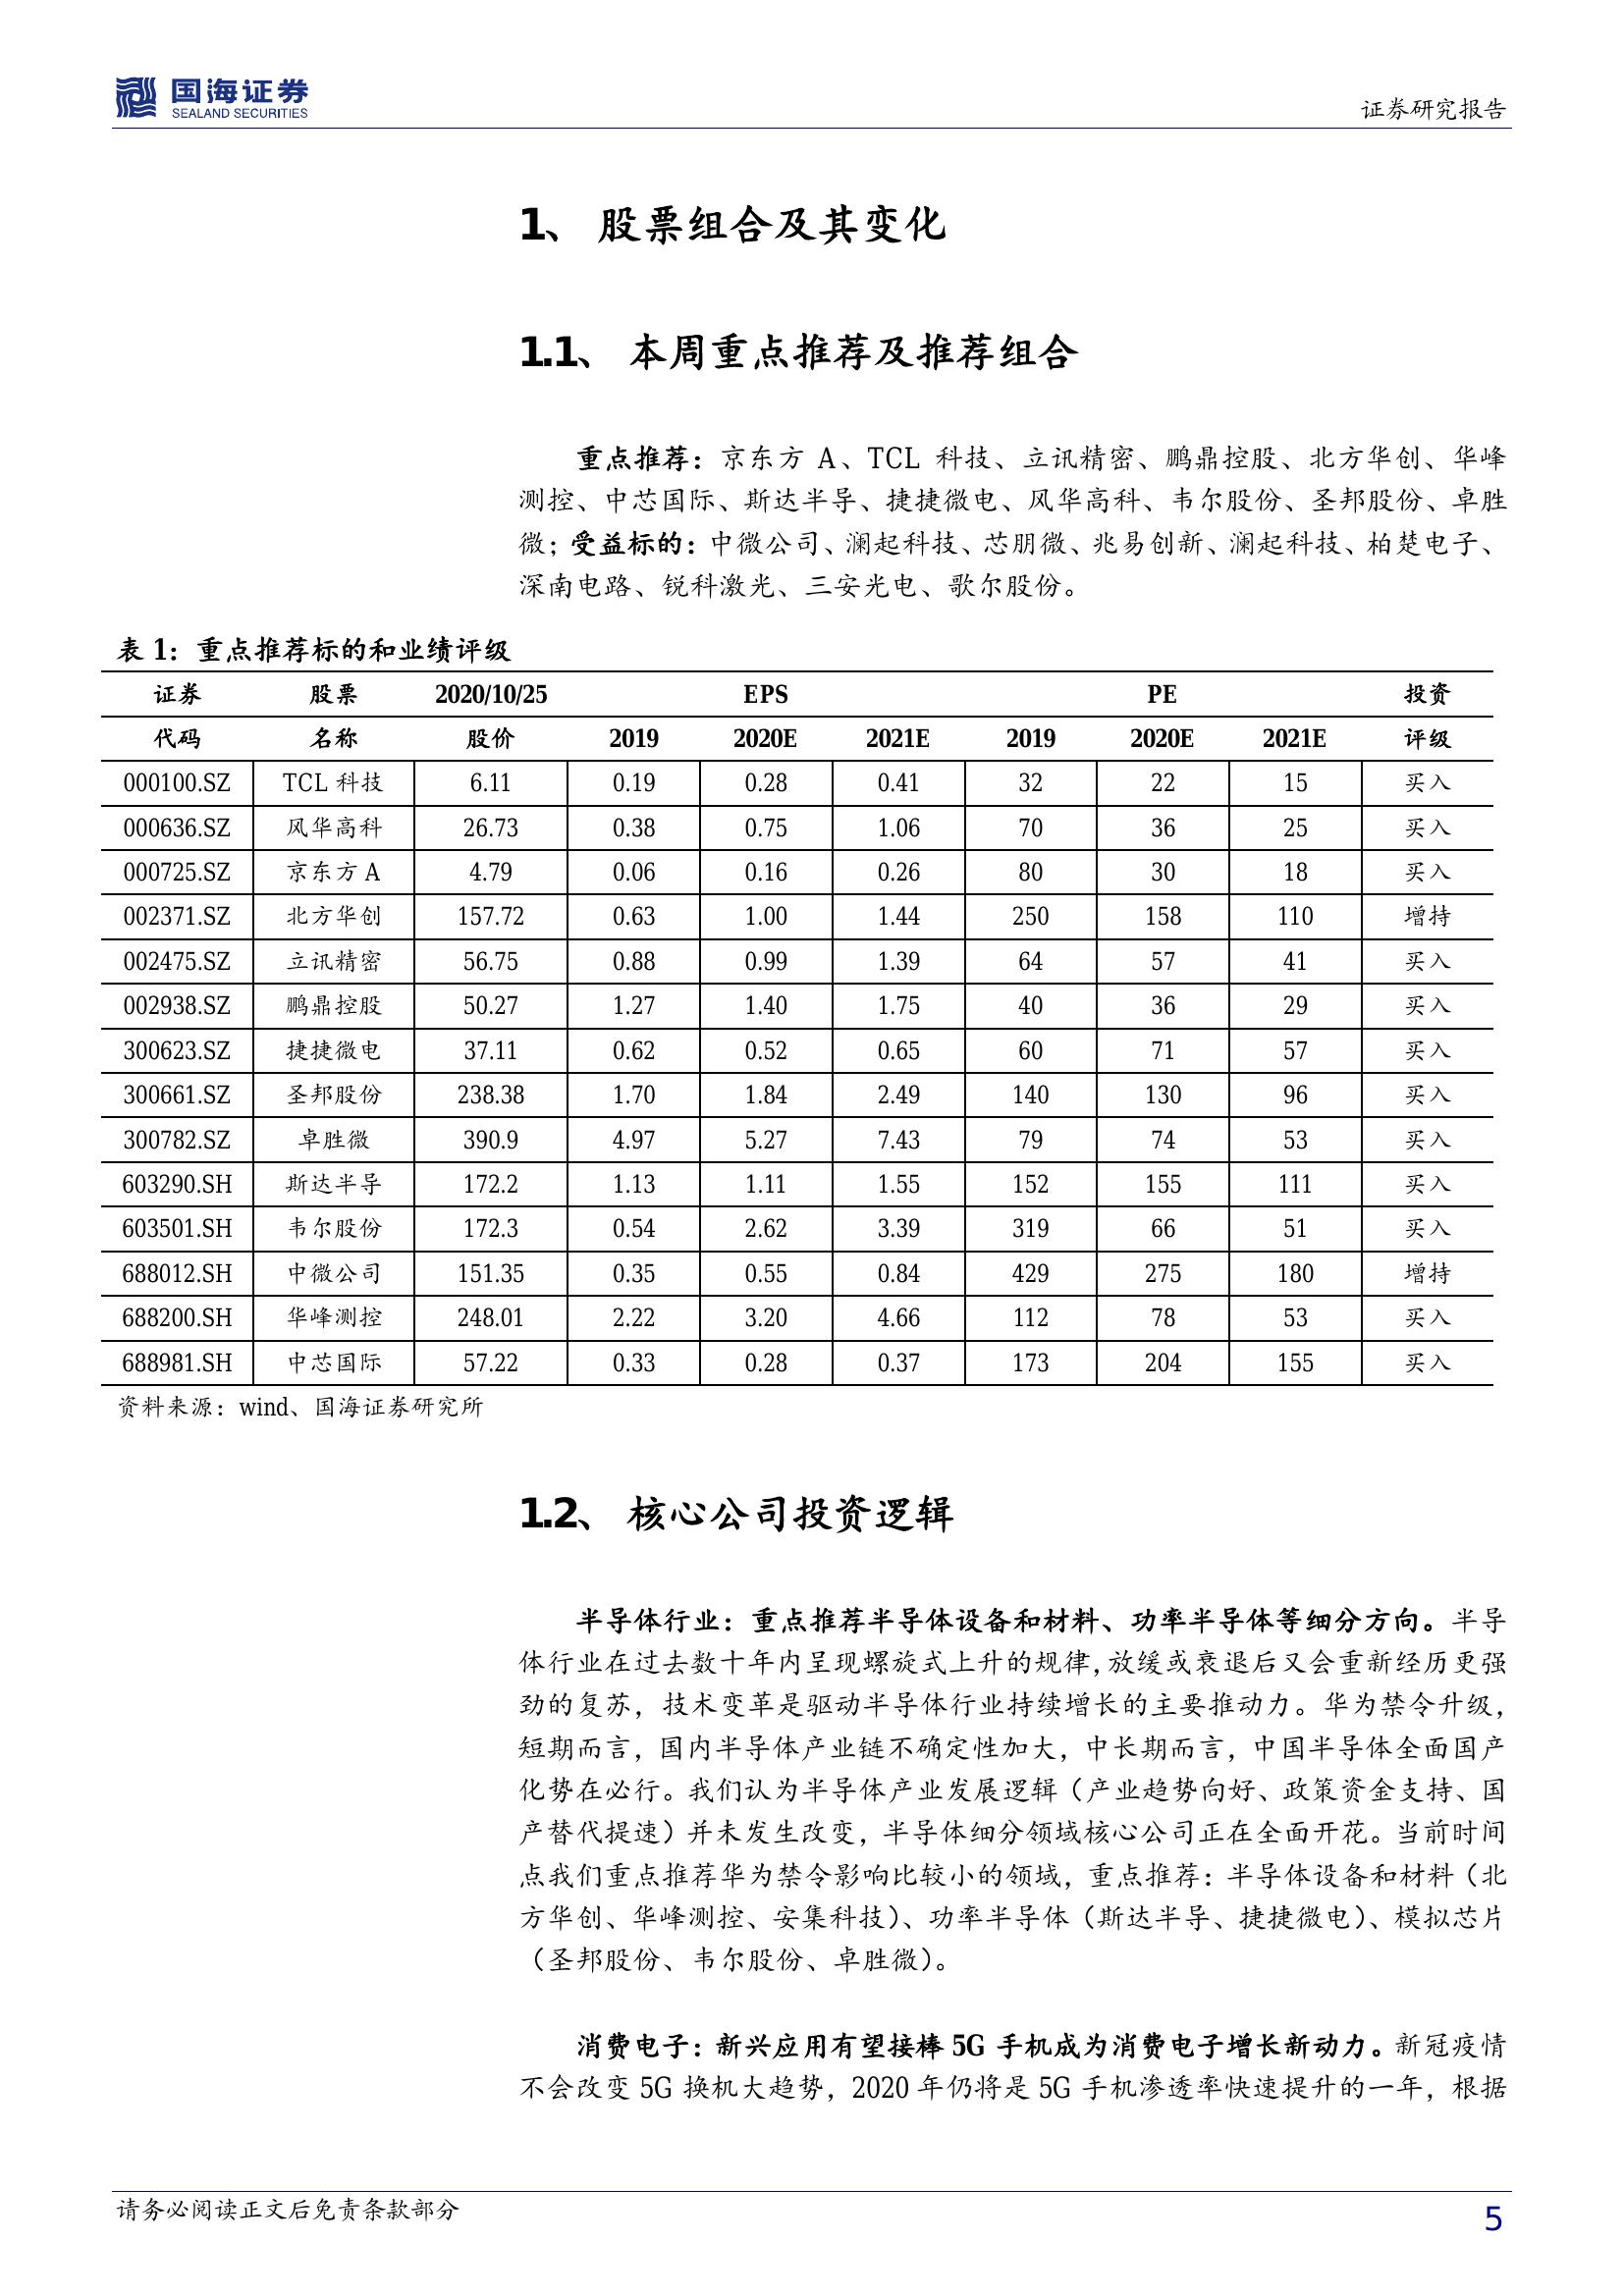 国海证券
SEALAND SECURITIES
证券研究报告
1、 股票组合及其变化
1.1、 本周重点推荐及推荐组合
重点推荐：京东方 A、TCL 科技、立讯精密、鹏鼎控股、北方华创、华峰
测控、中芯国际、斯达半导、捷捷微电、风华高科、韦尔股份、圣邦股份、卓胜
微；受益标的：中微公司、澜起科技、芯朋微、兆易创新、澜起科技、柏楚电子、
深南电路、锐科激光、三安光电、歌尔股份。
表 1：重点推荐标的和业绩评级
证券 股票 2020/10/25 EPS PE 投资
代码 名称 股价 2019 2020E 2021E 2019 2020E 2021E 评级
000100.SZ TCL 科技 6.11 0.19 0.28 0.41 32 22 15 买入
000636.SZ 风华高科 26.73 0.38 0.75 1.06 70 36 25 买入
000725.SZ 京东方 A 4.79 0.06 0.16 0.26 80 30 18 买入
002371.SZ 北方华创 157.72 0.63 1.00 1.44 250 158 110 增持
002475.SZ 立讯精密 56.75 0.88 0.99 1.39 64 57 41 买入
002938.SZ 鹏鼎控股 50.27 1.27 1.40 1.75 40 36 29 买入
300623.SZ 捷捷微电 37.11 0.62 0.52 0.65 60 71 57 买入
300661.SZ 圣邦股份 238.38 1.70 1.84 2.49 140 130 96 买入
300782.SZ 卓胜微 390.9 4.97 5.27 7.43 79 74 53 买入
603290.SH 斯达半导 172.2 1.13 1.11 1.55 152 155 111 买入
603501.SH 韦尔股份 172.3 0.54 2.62 3.39 319 66 51 买入
688012.SH 中微公司 151.35 0.35 0.55 0.84 429 275 180 增持
688200.SH 华峰测控 248.01 2.22 3.20 4.66 112 78 53 买入
688981.SH 中芯国际 57.22 0.33 0.28 0.37 173 204 155 买入
资料来源：wind、国海证券研究所
1.2、 核心公司投资逻辑
半导体行业：重点推荐半导体设备和材料、功率半导体等细分方向。半导
体行业在过去数十年内呈现螺旋式上升的规律，放缓或衰退后又会重新经历更强
劲的复苏，技术变革是驱动半导体行业持续增长的主要推动力。华为禁令升级，
短期而言，国内半导体产业链不确定性加大，中长期而言，中国半导体全面国产
化势在必行。我们认为半导体产业发展逻辑（产业趋势向好、政策资金支持、国
产替代提速）并未发生改变，半导体细分领域核心公司正在全面开花。当前时间
点我们重点推荐华为禁令影响比较小的领域，重点推荐：半导体设备和材料（北
方华创、华峰测控、安集科技）、功率半导体（斯达半导、捷捷微电）、模拟芯片
（圣邦股份、韦尔股份、卓胜微）。
消费电子：新兴应用有望接棒 5G 手机成为消费电子增长新动力。新冠疫情
不会改变 5G 换机大趋势，2020 年仍将是 5G 手机渗透率快速提升的一年，根据
请务必阅读正文后免责条款部分
5